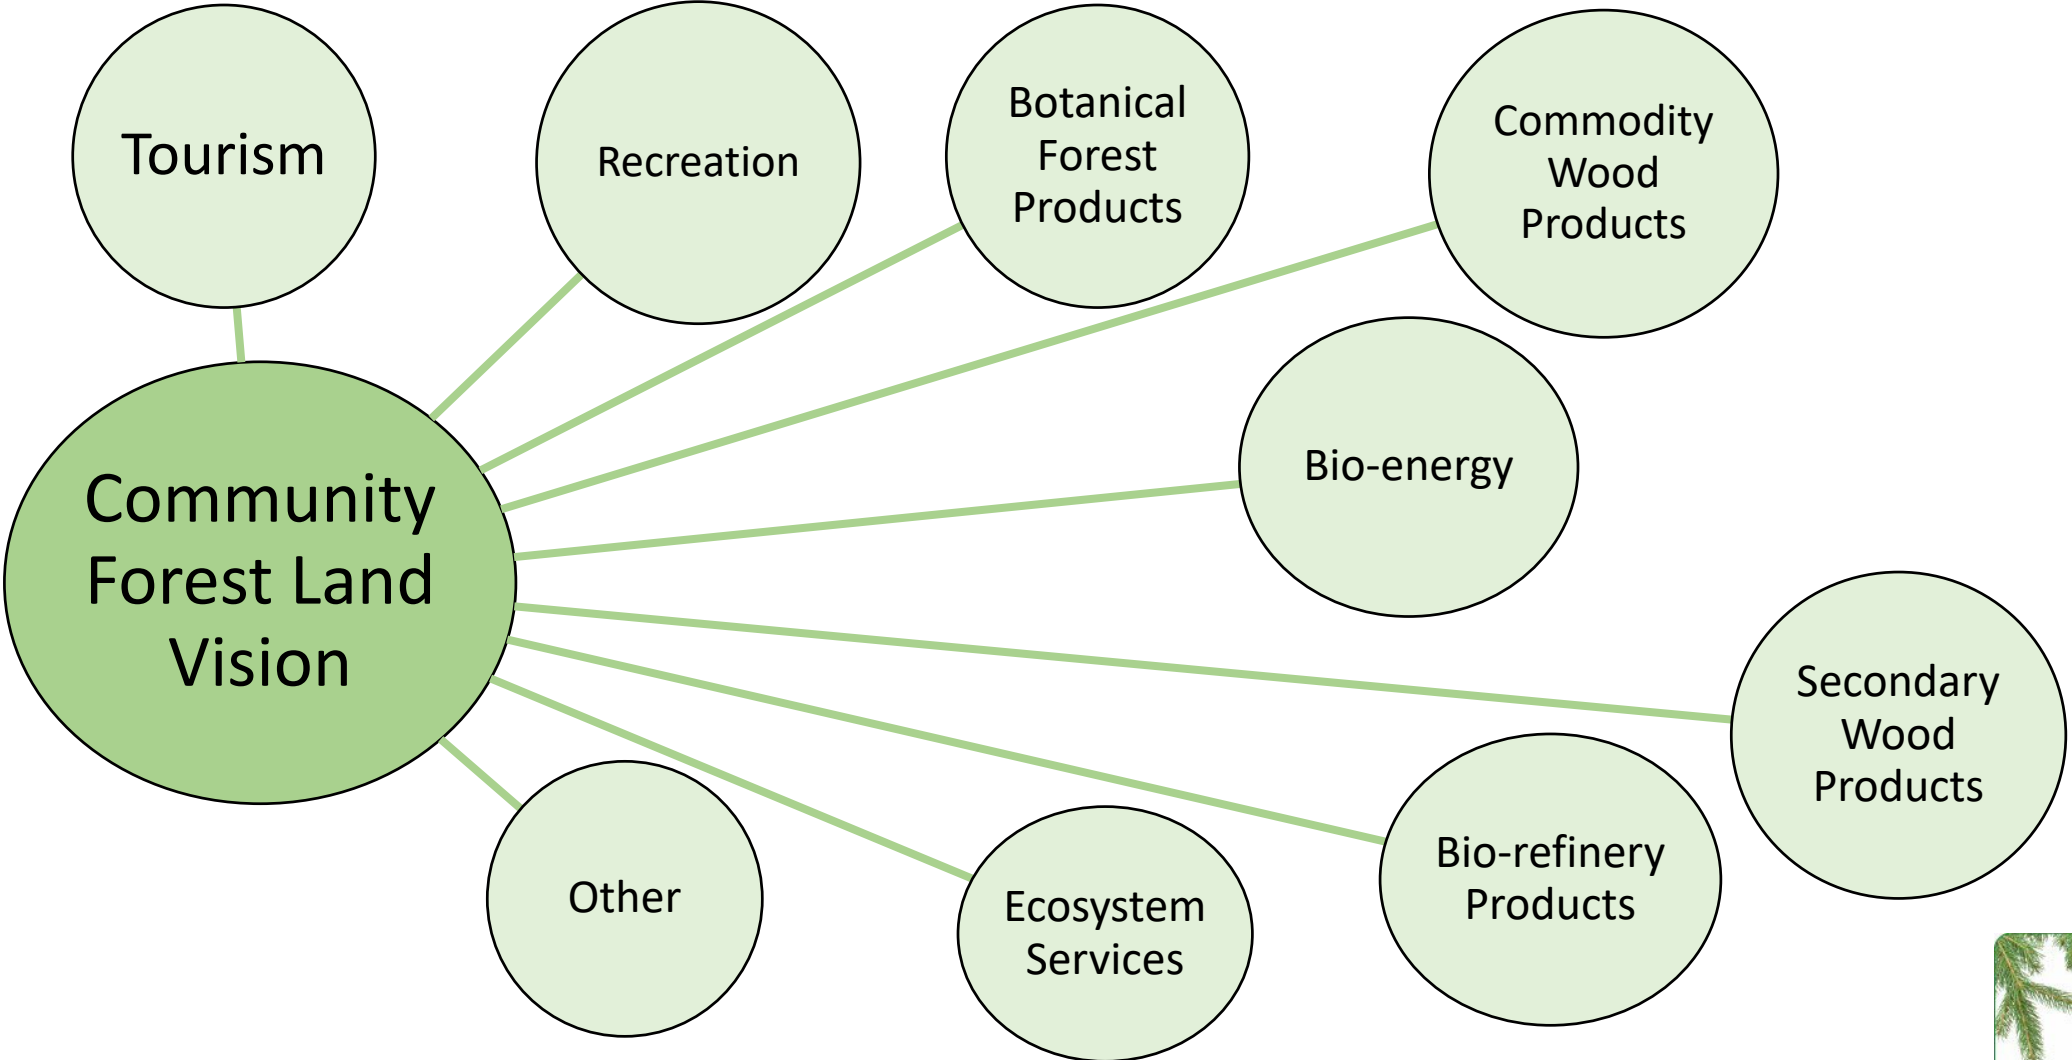 Tourism
Recreation
Botanical
Forest
Products
Commodity
Wood
Products
Community
Forest Land
Vision
Bio-energy
Secondary
Wood
Products
Bio-refinery
Products
Ecosystem
Services
Other